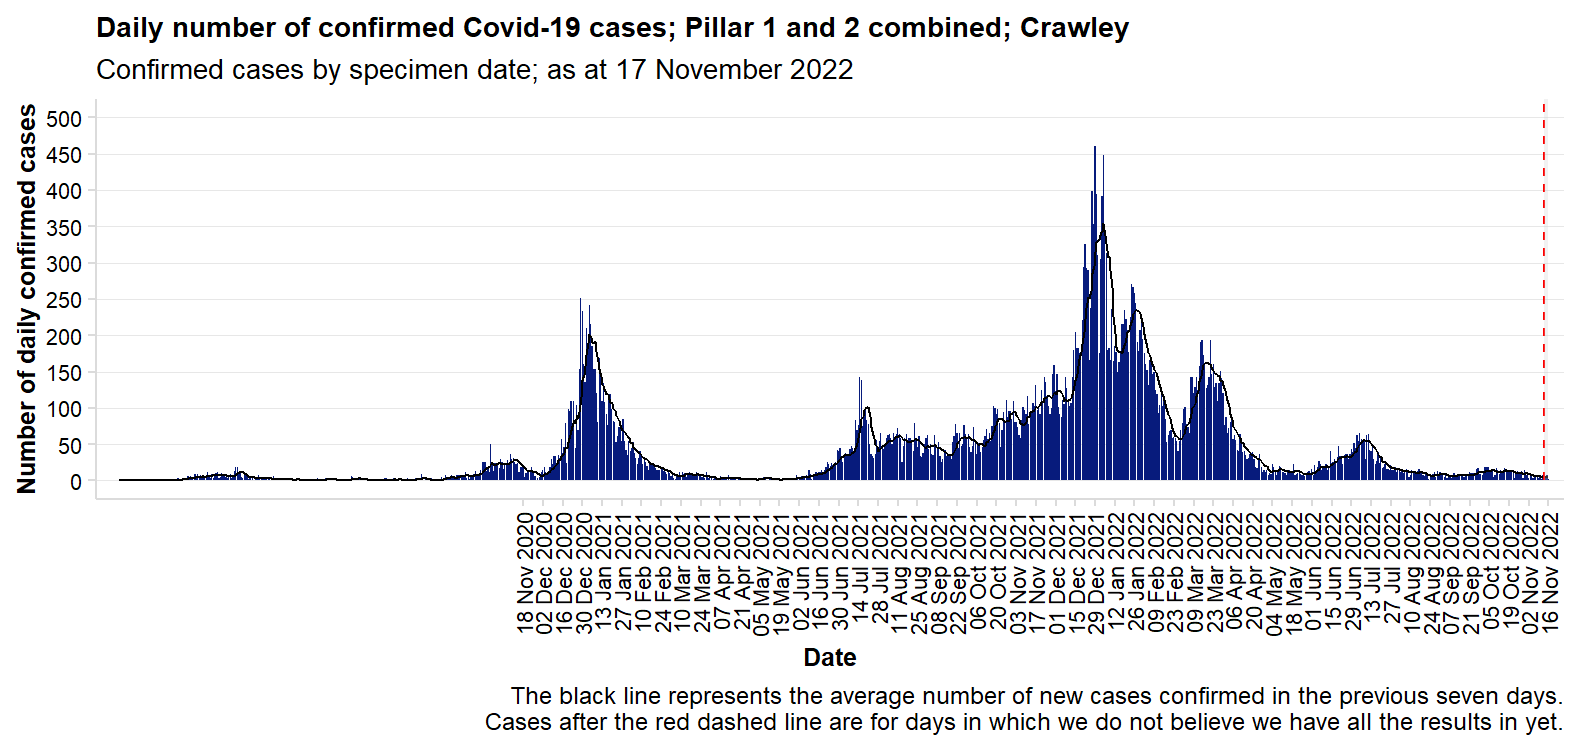 Daily number of confirmed Covid-19 cases; Pillar 1 and 2 combined; Crawley
Confirmed cases by specimen date; as at 17 November 2022
Number of daily confirmed cases
500
450
400
350
300
250
200
150
100
50
0
18 Nov 2020
02 Dec 2020
16 Dec 2020
30 Dec 2020
13 Jan 2021
27 Jan 2021
10 Feb 2021
24 Feb 2021
10 Mar 2021
24 Mar 2021
07 Apr 2021
21 Apr 2021
05 May 2021
19 May 2021
02 Jun 2021
16 Jun 2021
30 Jun 2021
14 Jul 2021
28 Jul 2021
11 Aug 2021
25 Aug 2021
08 Sep 2021
22 Sep 2021
06 Oct 2021
20 Oct 2021
03 Nov 2021
17 Nov 2021
01 Dec 2021
15 Dec 2021
29 Dec 2021
12 Jan 2022
26 Jan 2022
09 Feb 2022
23 Feb 2022
09 Mar 2022
23 Mar 2022
06 Apr 2022
20 Apr 2022
04 May 2022
18 May 2022
01 Jun 2022
15 Jun 2022
29 Jun 2022
13 Jul 2022
27 Jul 2022
10 Aug 2022
24 Aug 2022
07 Sep 2022
21 Sep 2022
05 Oct 2022
19 Oct 2022
02 Nov 2022
16 Nov 2022
Date
The black line represents the average number of new cases confirmed in the previous seven days.
Cases after the red dashed line are for days in which we do not believe we have all the results in yet.